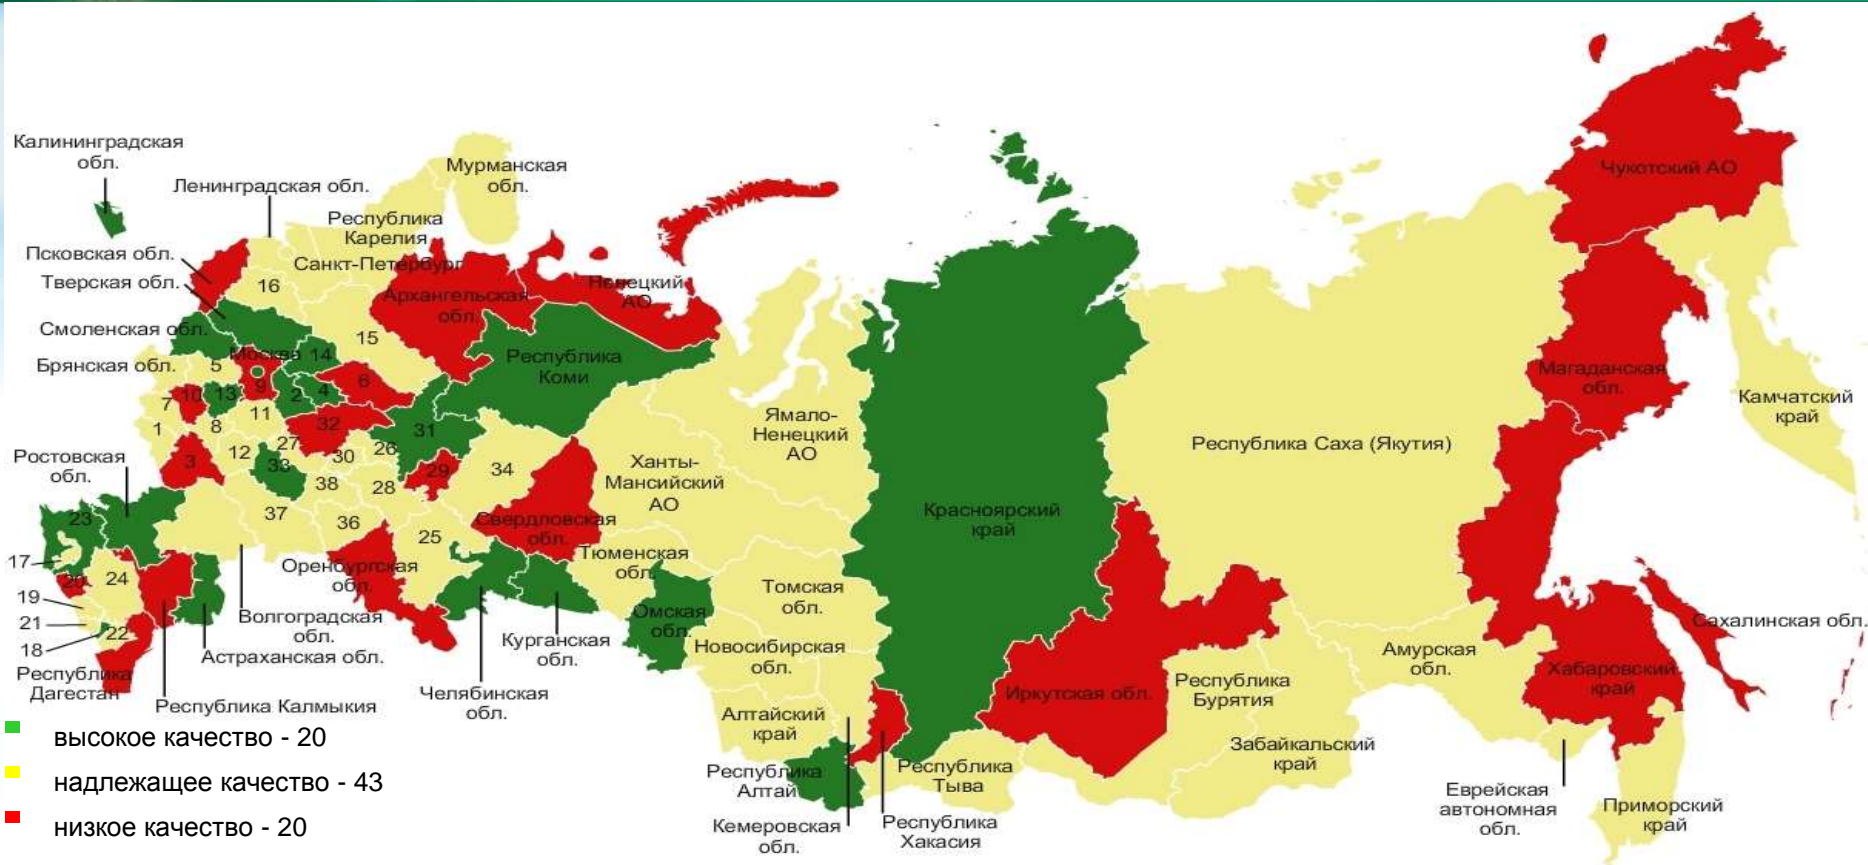 Калининградская
обл.
Ленинградская обл.
Мурманская
обл.
Республика
Карелия
Санкт-Петербург
Псковская обл.
Тверская обл.
Смоленская обл.
Брянская обл.
Москва
Архангельская
обл.
Ненецкий
АО
Республика
Коми
16
15
14
5
6
9
2
4
10
13
7
11
1
8
32
31
12
27
26
3
33
30
29
34
38
28
37
36
25
Ростовская
обл.
23
17
20
24
19
21
18
22
Республика
Дагестан
Республика Калмыкия
Астраханская обл.
Волгоградская
обл.
Оренбургская
обл.
Челябинская
обл.
Курганская
обл.
Свердловская
обл.
Тюменская
обл.
Омская
обл.
Ханты-
Мансийский
АО
Ямало-
Ненецкий
АО
Томская
обл.
Новосибирская
обл.
Алтайский
край
Республика
Алтай
Кемеровская
обл.
Республика
Хакасия
Республика
Тыва
Красноярский
край
Иркутская обл.
Республика
Бурятия
Забайкальский
край
Республика Саха (Якутия)
Амурская
обл.
Еврейская
автономная
обл.
Приморский
край
Хабаровский
край
Сахалинская обл.
Камчатский
край
Магаданская
обл.
Чукотский АО
высокое качество - 20
надлежащее качество - 43
низкое качество - 20